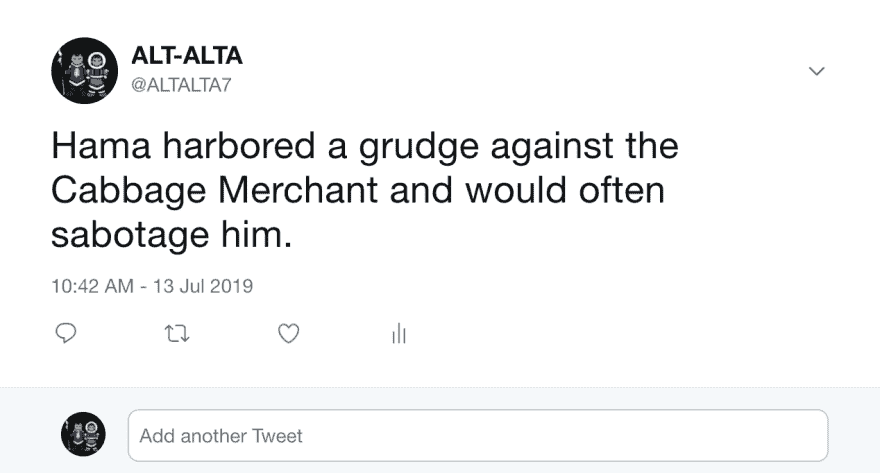 ALT-ALTA
@ALTALTA7
Hama harbored a grudge against the
Cabbage Merchant and would often
sabotage him.
10:42 AM - 13 Jul 2019
Add another Tweet